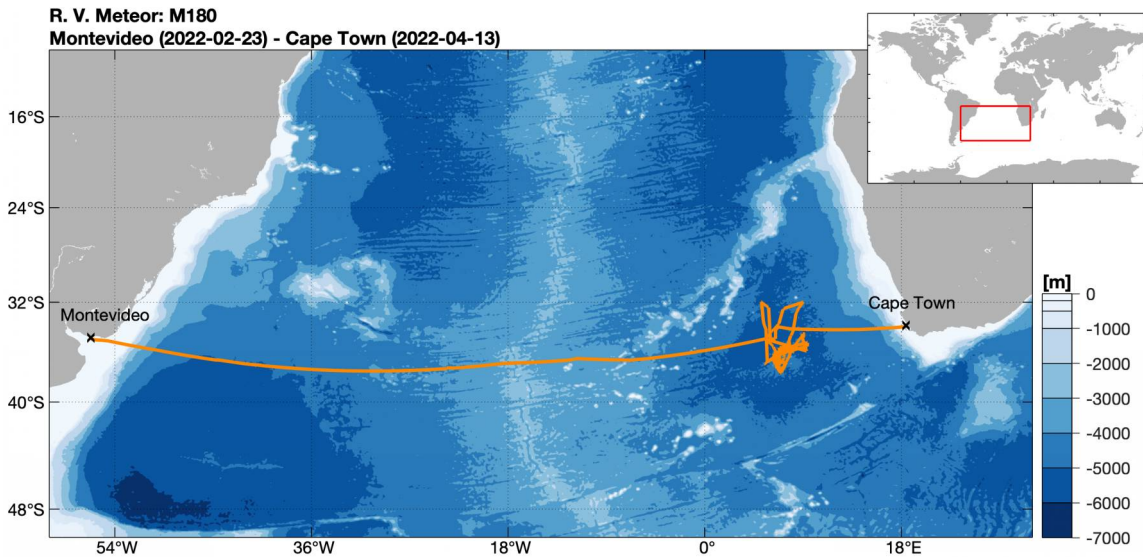 R. V. Meteor: M180
Montevideo (2022-02-23) - Cape Town (2022-04-13)
16°S
24°S
32°S
40°S
48°S
54°W
36°W
18°W
0°
18°E
Montevideo
Cape Town
[m]
0
-1000
-2000
-3000
-4000
-5000
-6000
-7000